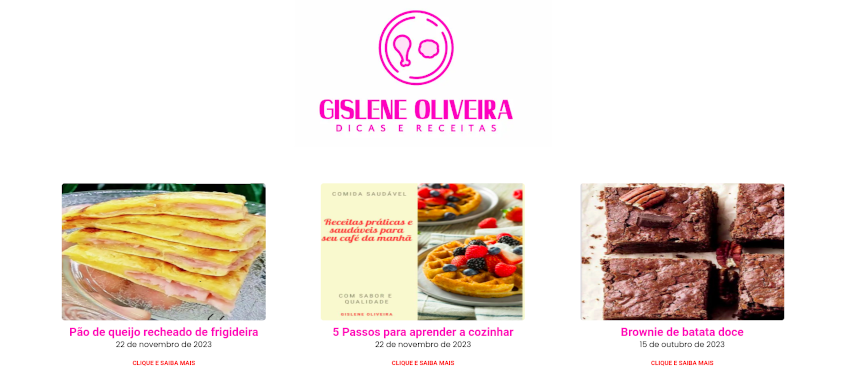 GISLENE OLIVEIRA
DICAS E RECEITAS
COMIDA SAUDÁVEL
Receitas práticas e
saudáveis para
seu café da manhã
COM SABOR E
QUALIDADE
GISLENE OLIVEIRA
Pão de queijo recheado de frigideira
22 de novembro de 2023
CLIQUE E SAIBA MAIS
5 Passos para aprender a cozinhar
22 de novembro de 2023
CLIQUE E SAIBA MAIS
Brownie de batata doce
15 de outubro de 2023
CLIQUE E SAIBA MAIS